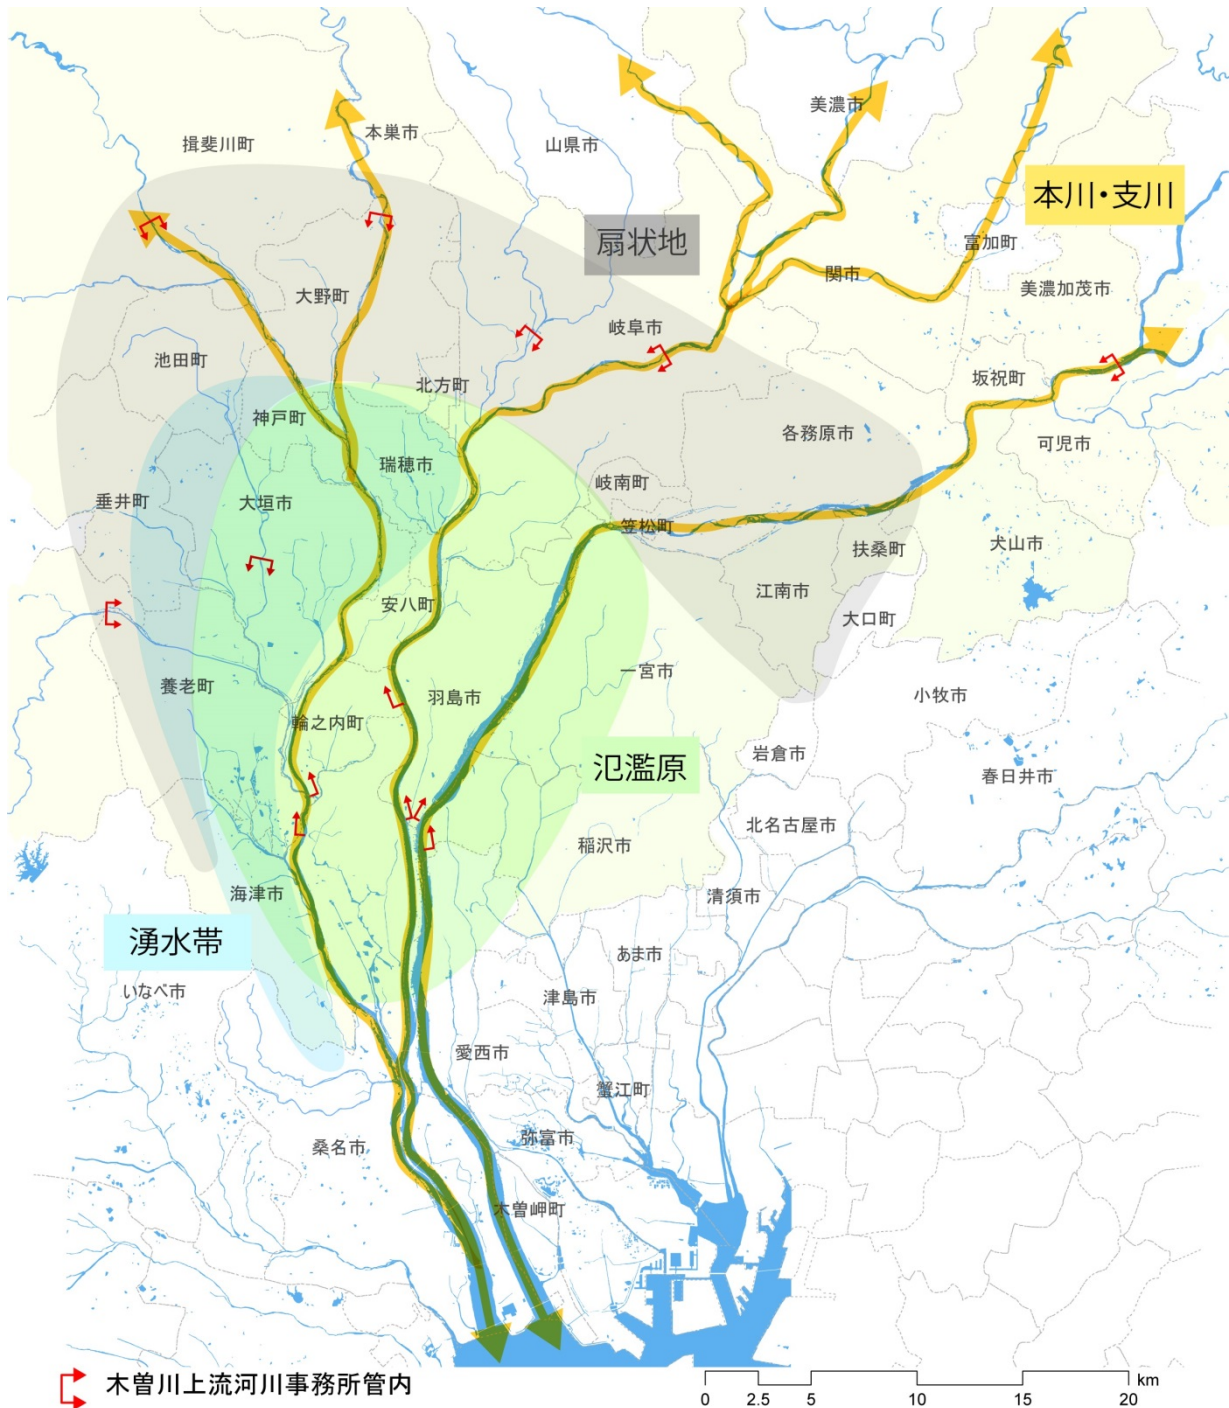 美濃市
本巣市
揖斐川町
山県市
本川・支川
扇状地
富加町
関市
美濃加茂市
大野町
岐阜市
池田町
坂祝町
北方町
神戸町
各務原市
可児市
瑞穂市
岐南町
垂井町
大垣市
笠松町
扶桑町
犬山市
江南市
安八町
大口町
一宮市
養老町
羽島市
小牧市
輪之内町
岩倉市
氾濫原
春日井市
北名古屋市
稲沢市
海津市
清須市
湧水帯
あま市
いなべ市
津島市
愛西市
蟹江町
弥富市
桑名市
木曽岬町
木曽川上流河川事務所管内
km
0 2.5 5 10 15 20